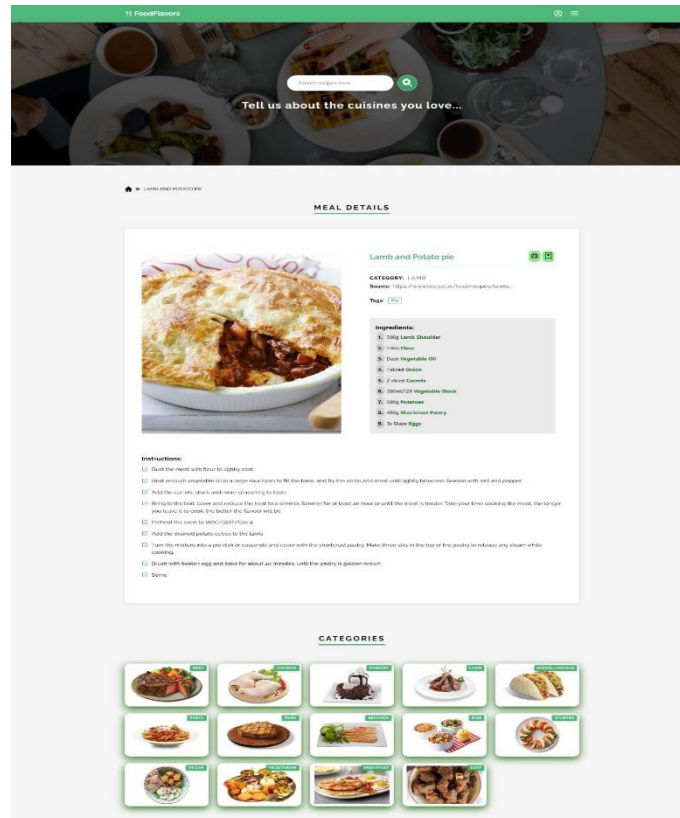 FoodFlavors
Search recipes here ...
Tell us about the cuisines you love...
LAMB AND POTATO PIE
MEAL DETAILS
Lamb and Potato pie
CATEGORY: LAMB
Source: https://www.bbc.co.uk/food/recipes/
Tags: Pie
Ingredients:
1. 500g Lamb Shoulder
2. Flour
3. Dash Vegetable Oil
4. 1 sliced Onion
5. 2 sliced Carrots
6. Vegetable Stock
7. 500g Potatoes
8. 450g Shortcrust Pastry
9. To Glaze Eggs
Instructions:
Dust the meat with flour to lightly coat.
Heat enough vegetable oil in a large saucepan to fill the base, and fry the onion and meat until lightly browned. Season with salt and pepper.
Add the carrots, stock and more seasoning to taste.
Bring to the boil, cover and reduce the heat to a simmer. Simmer for at least an hour or until the meat is tender. Take your time cooking the meat, the longer
you leave it to cook, the better the flavour will be.
Preheat the oven to 180C/350F/Gas 4.
Add the drained potato cubes to the lamb.
Turn the mixture into a pie dish or casserole and cover with the shortcrust pastry. Make three slits in the top of the pastry to release any steam while
cooking.
Brush with beaten egg and bake for about 40 minutes, until the pastry is golden brown.
Serve.
CATEGORIES
BEEF
CHICKEN
DESSERT
LAMB
MISCELLANEOUS
PASTA
PORK
SEAFOOD
SIDE
STARTER
VEGAN
VEGETARIAN
BREAKFAST
GOAT